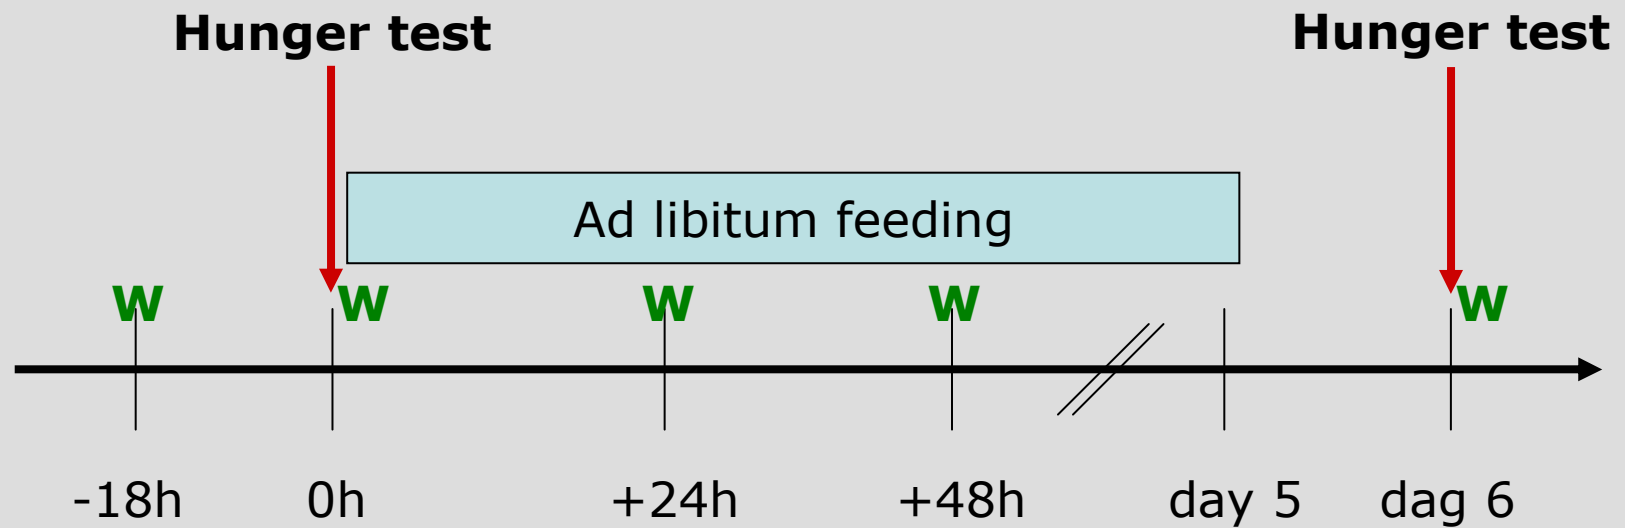 Hunger test Hunger test
Ad libitum feeding
W W W W W
-18h 0h +24h +48h day 5 dag 6